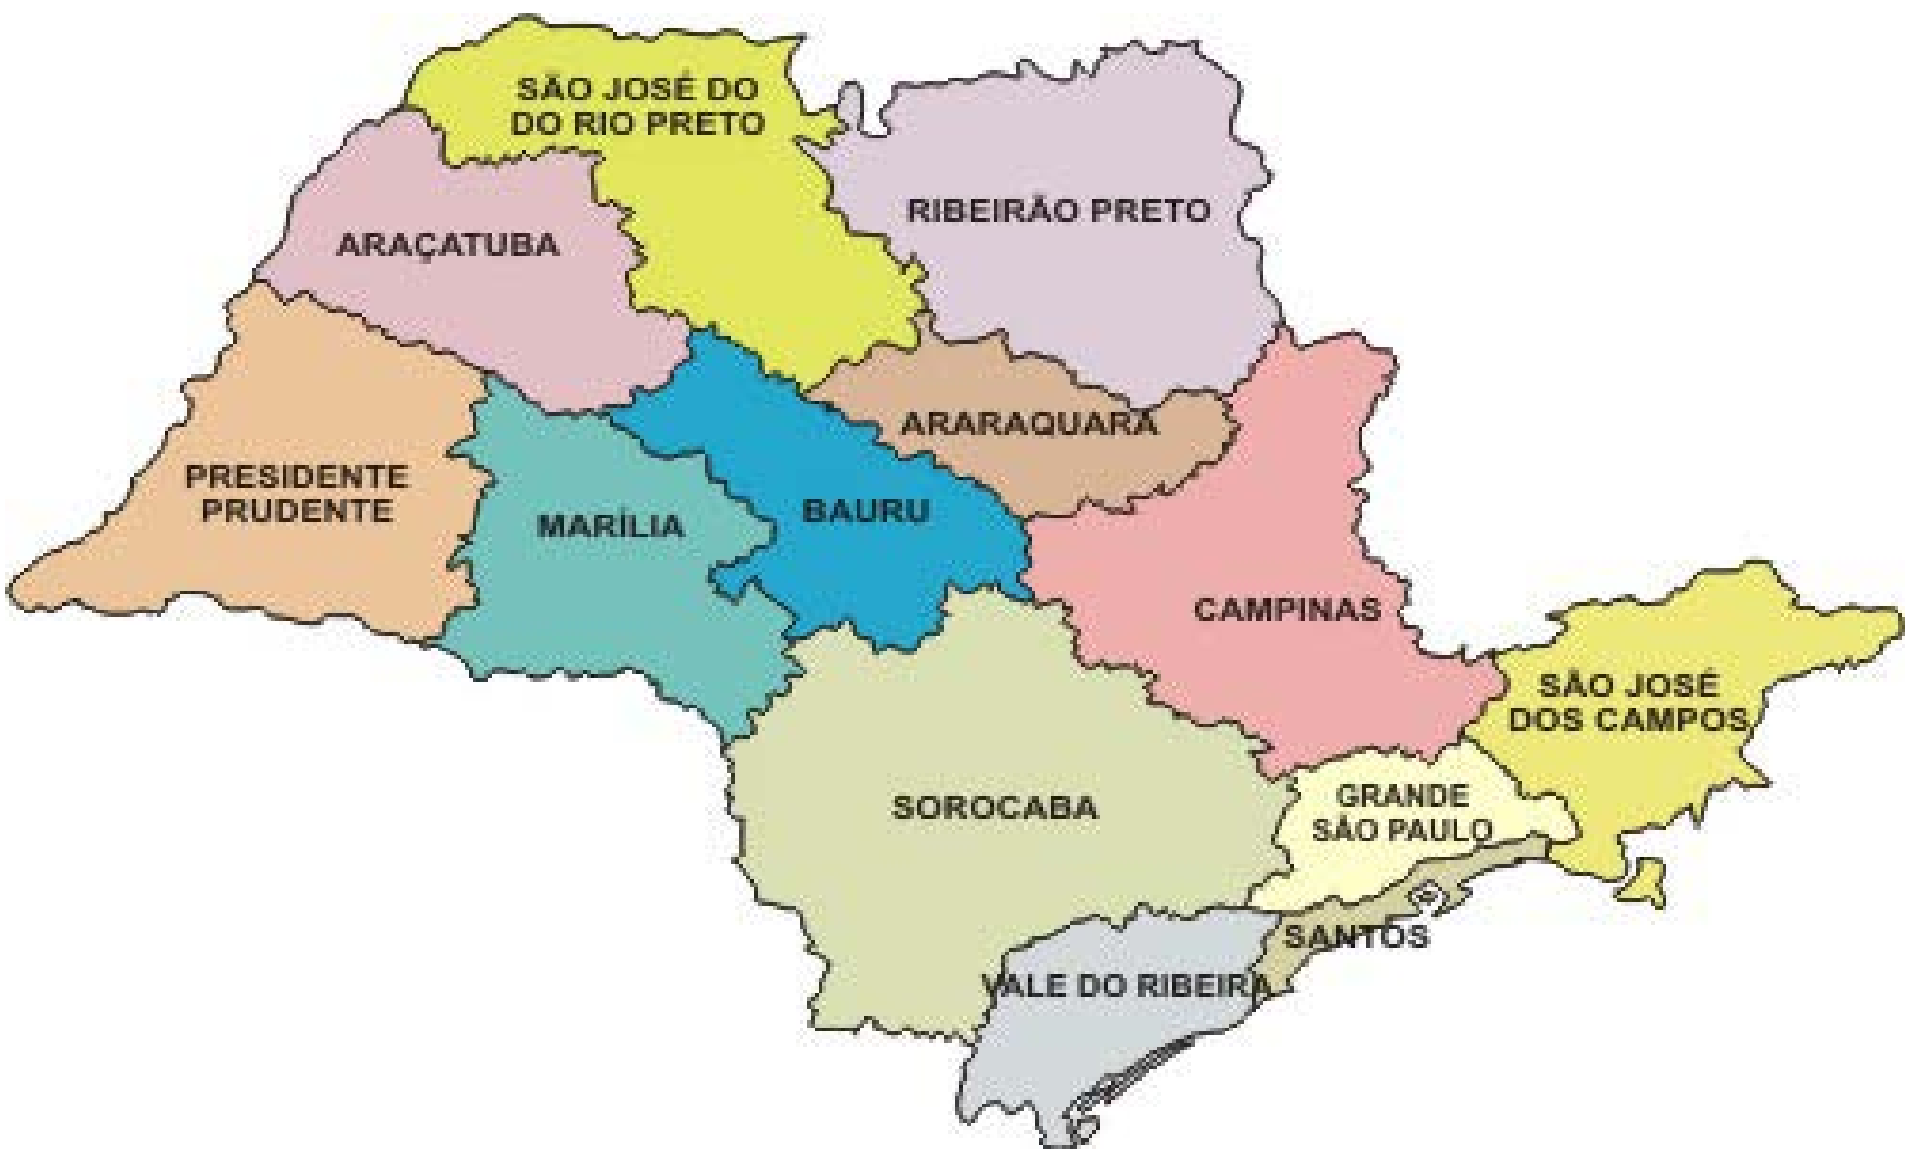 SÃO JOSÉ DO
DO RIO PRETO
RIBEIRÃO PRETO
ARAÇATUBA
ARARAQUARA
PRESIDENTE
PRUDENTE
MARÍLIA
BAURU
CAMPINAS
SÃO JOSÉ
DOS CAMPOS
SOROCABA
GRANDE
SÃO PAULO
SANTOS
VALE DO RIBEIRA